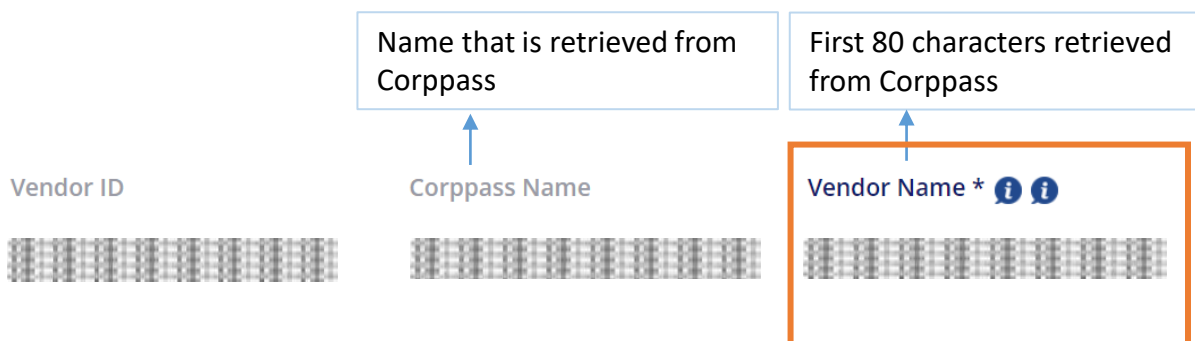 Name that is retrieved from
Corppass
First 80 characters retrieved
from Corppass
Vendor ID
Corppass Name
Vendor Name * i i